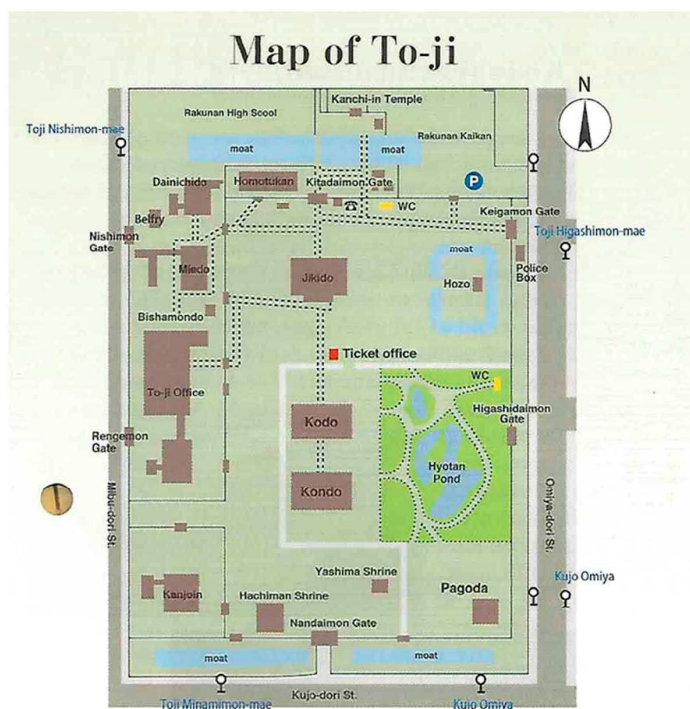 Map of To-ji
N
Kanchi-in Temple
Rakunan High Scool
Rakunan Kaikan
Toji Nishimon-mae
moat
moat
Dainichido
Homotukan
Kitadaimon Gate
P
WC
Belfry
Keigamon Gate
Nishimon
Gate
Toji Higashimon-mae
moat
Miedo
Jikido
Hozo
Police
Box
Bishamondo
Ticket office
WC
To-ji Office
Higashidaimon
Gate
Kodo
Rengemon
Gate
Hyotan
Pond
Kondo
Mibu-dori St.
Omiya-dori St.
Yashima Shrine
Kujo Omiya
Kanjoin
Hachiman Shrine
Pagoda
Nandaimon Gate
moat
moat
Kujo-dori St.
Toji Minamimon-mae
Kujo Omiya